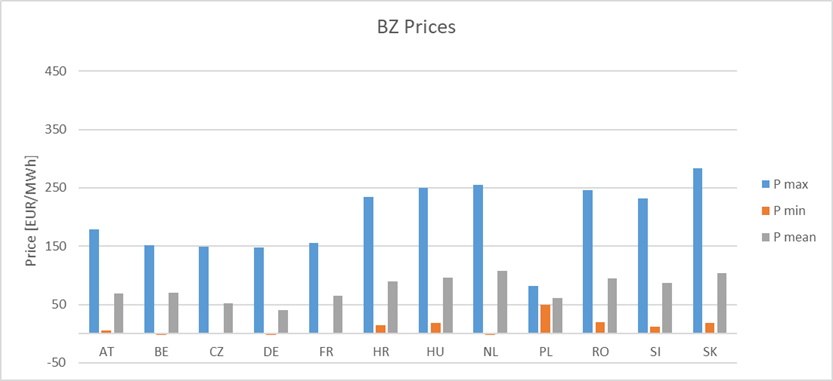 BZ Prices
Price [EUR/MWh]
450
350
250
150
50
-50
AT BE CZ DE FR HR HU NL PL RO SI SK
P max
P min
P mean